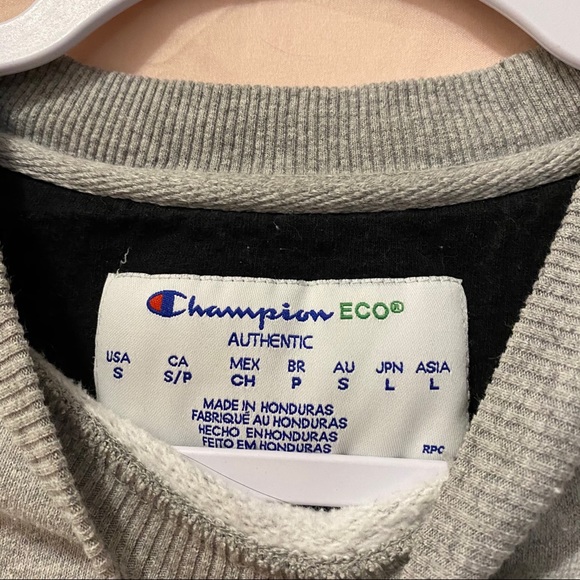 Champion ECO®
AUTHENTIC
USA CA MEX BR AU JPN ASIA
S S/P CH P S L L
MADE IN HONDURAS
FABRIQUÉ AU HONDURAS
HECHO EN HONDURAS
FEITO EM HONDURAS RPC